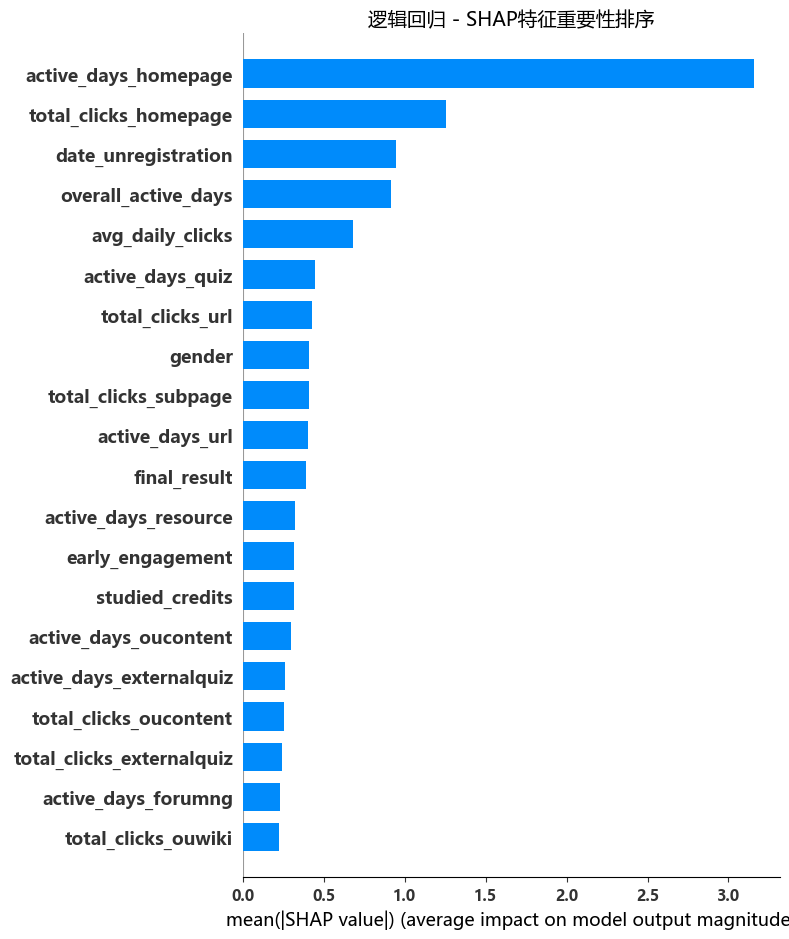 逻辑回归 - SHAP特征重要性排序
active_days_homepage
total_clicks_homepage
date_unregistration
overall_active_days
avg_daily_clicks
active_days_quiz
total_clicks_url
gender
total_clicks_subpage
active_days_url
final_result
active_days_resource
early_engagement
studied_credits
active_days_oucontent
active_days_externalquiz
total_clicks_oucontent
total_clicks_externalquiz
active_days_forumng
total_clicks_ouwiki
0.0 0.5 1.0 1.5 2.0 2.5 3.0
mean(|SHAP value|) (average impact on model output magnitude